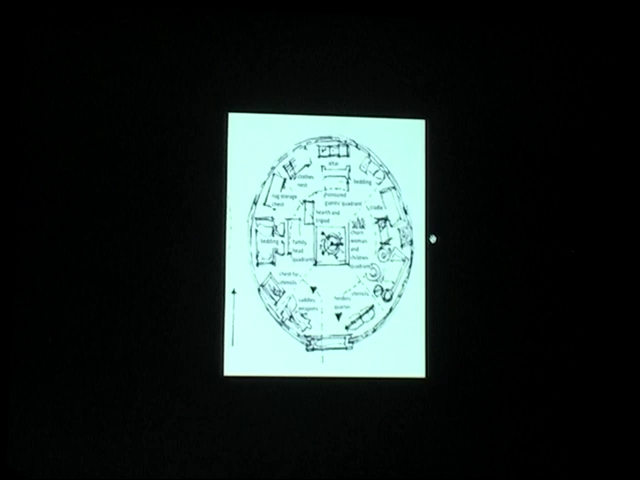 altar
clothes
nest
bedding
rug storage
chest
honoured
guests' quadrant
cradle
hearth and
tripod
churn
bedding
family
head
quadrant
woman
and
children
quadrant
chest for
utensils
utensils
saddles,
weapons
herders
quarter